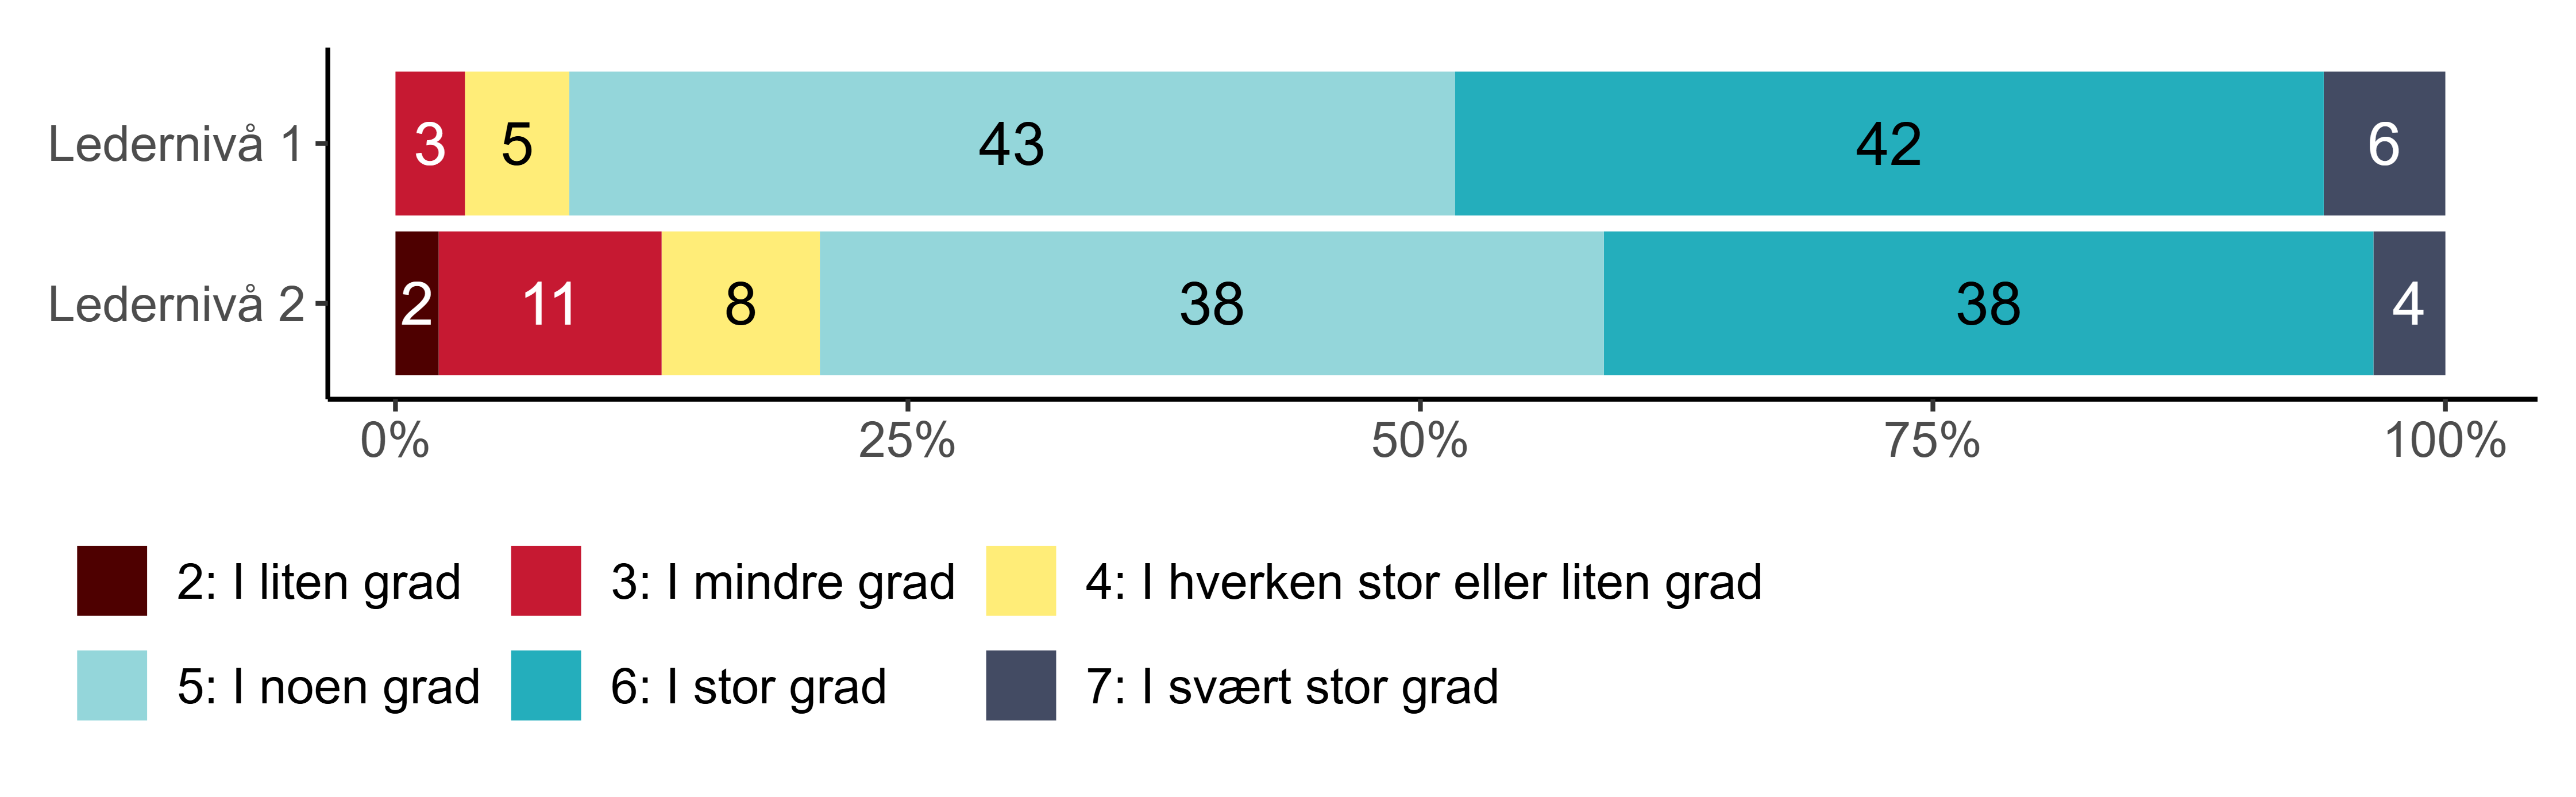 Ledernivå 1 3 5 43 42 6
Ledernivå 2 2 11 8 38 38 4
0% 25% 50% 75% 100%
2: I liten grad 3: I mindre grad 4: I hverken stor eller liten grad
5: I noen grad 6: I stor grad 7: I svært stor grad